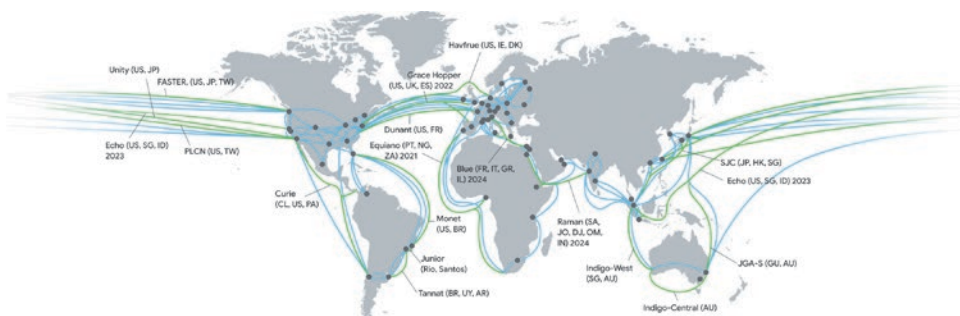 Havfrue (US, IE, DK)
Unity (US, JP)
FASTER, (US, JP, TW)
Grace Hopper
(US, UK, ES) 2022
Echo (US, SG, ID)
2023
PLCN (US, TW)
Dunant (US, FR)
Equiano (PT, NG,
ZA) 2021
Blue (FR, IT, GR,
IL) 2024
SJC (JP, HK, SG)
Echo (US, SG, ID) 2023
Curie
(CL, US, PA)
Monet
(US, BR)
Raman (SA,
JO, DJ, OM,
IN) 2024
Junior
(Rio, Santos)
Indigo-West
(SG, AU)
JGA-S (GU, AU)
Tannat (BR, UY, AR)
Indigo-Central (AU)